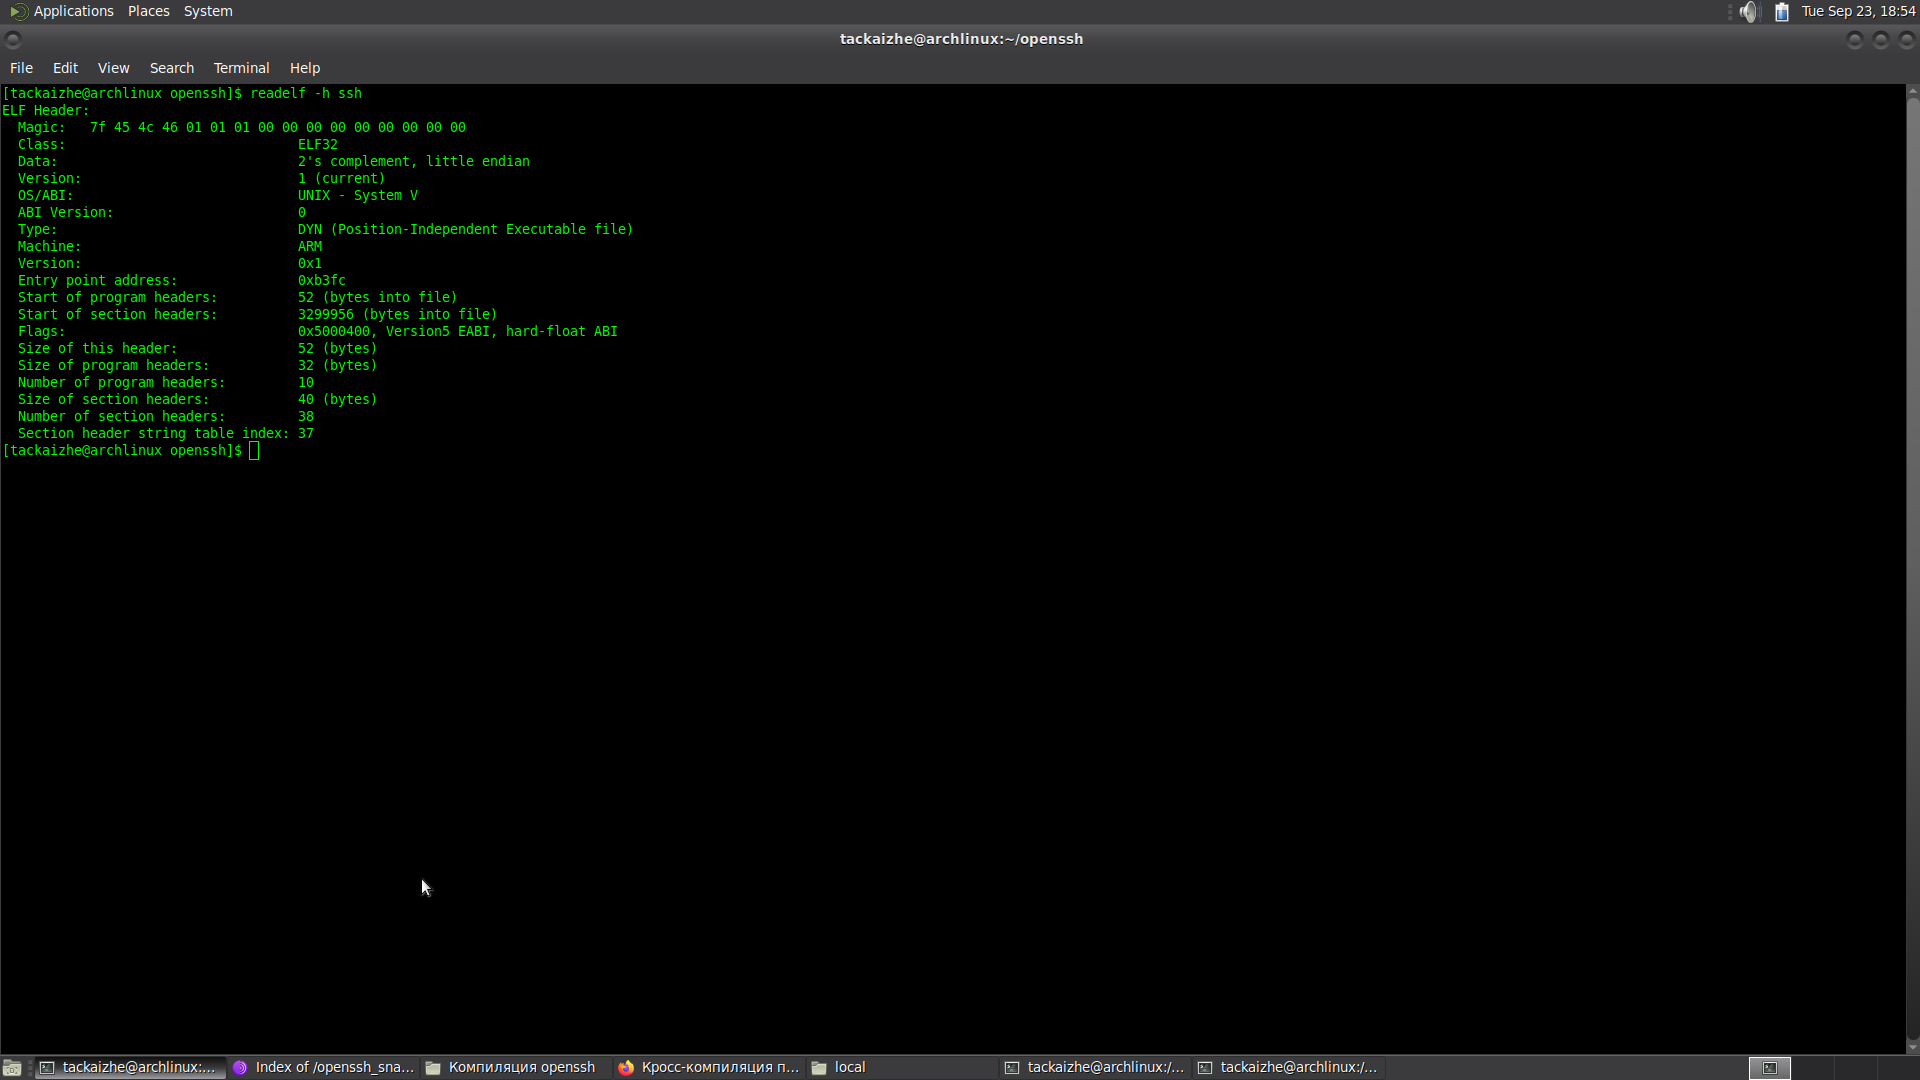 Applications Places System Tue Sep 23, 18:54
tackaizhe@archlinux:~/openssh
File Edit View Search Terminal Help
[tackaizhe@archlinux openssh]$ readelf -h ssh
ELF Header:
  Magic:   7f 45 4c 46 01 01 01 00 00 00 00 00 00 00 00 00
  Class:                             ELF32
  Data:                              2's complement, little endian
  Version:                           1 (current)
  OS/ABI:                            UNIX - System V
  ABI Version:                       0
  Type:                              DYN (Position-Independent Executable file)
  Machine:                           ARM
  Version:                           0x1
  Entry point address:               0xb3fc
  Start of program headers:          52 (bytes into file)
  Start of section headers:          3299956 (bytes into file)
  Flags:                             0x5000400, Version5 EABI, hard-float ABI
  Size of this header:               52 (bytes)
  Size of program headers:           32 (bytes)
  Number of program headers:         10
  Size of section headers:           40 (bytes)
  Number of section headers:         38
  Section header string table index: 37
[tackaizhe@archlinux openssh]$
tackaizhe@archlinux:... Index of /openssh_sna... Компиляция openssh Кросс-компиляция п... local tackaizhe@archlinux:/... tackaizhe@archlinux:/...